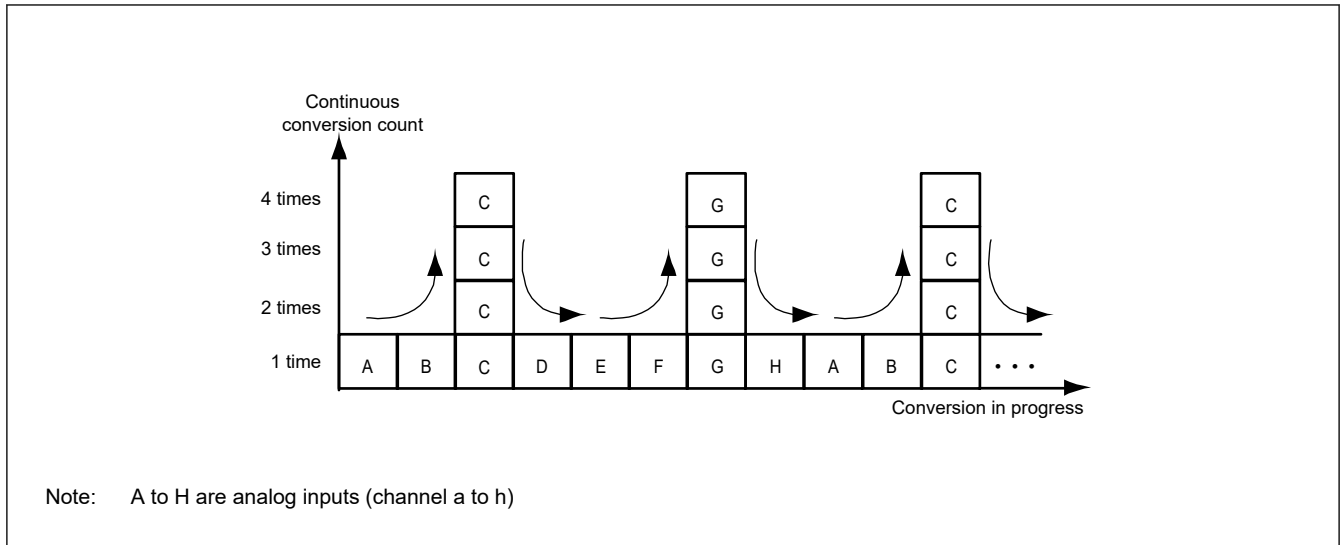 Continuous
conversion count
4 times
C
G
C
3 times
C
G
C
2 times
C
G
C
1 time
A
B
C
D
E
F
G
H
A
B
C
• • •
Conversion in progress
Note: A to H are analog inputs (channel a to h)